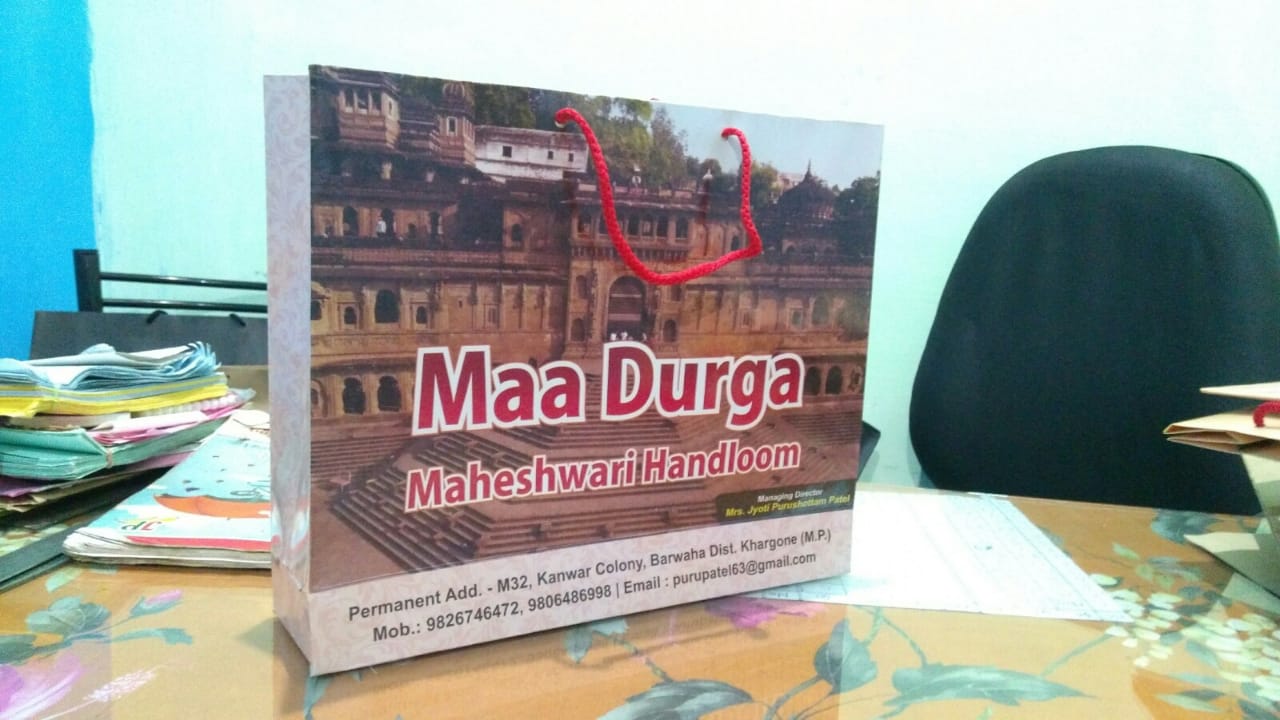 Maa Durga
Maheshwari Handloom
Managing Director
Mrs. Jyoti Purushottam Patel
Permanent Add. - M32, Kanwar Colony, Barwaha Dist. Khargone (M.P.)
Mob.: 9826746472, 9806486998 | Email : purupatel63@gmail.com